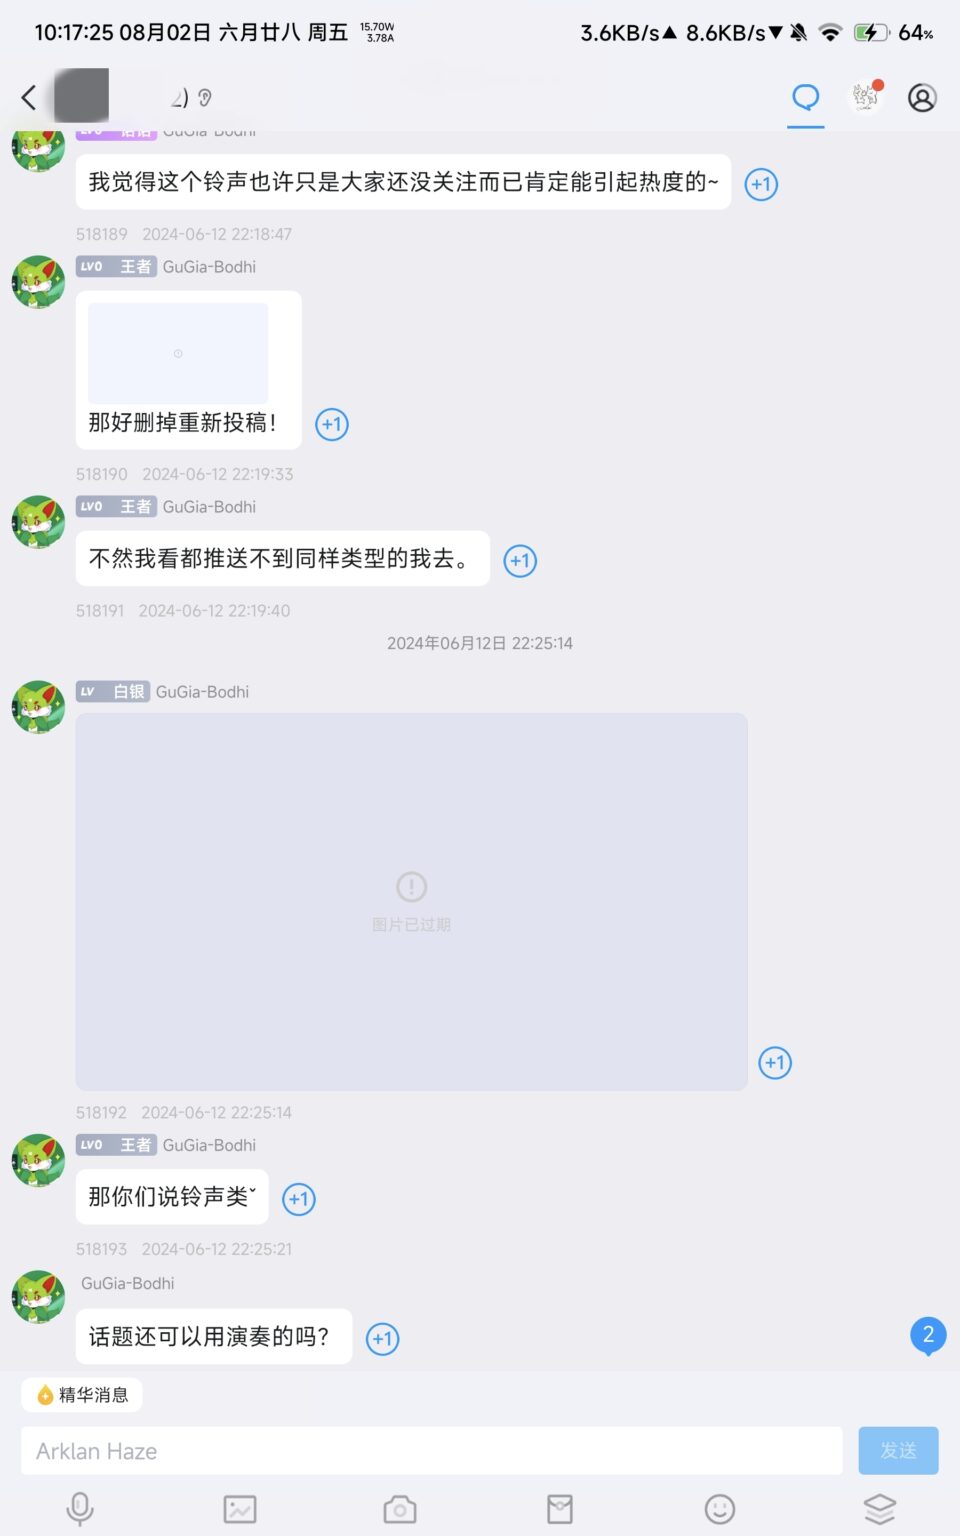 10:17:25 08月02日 六月廿八 周五 15.70W 3.78A 3.6KB/s▲ 8.6KB/s▼ 64%
2)
GuGia-Bodhi
我觉得这个铃声也许只是大家还没关注而已肯定能引起热度的~ +1
518189 2024-06-12 22:18:47
LV0 王者 GuGia-Bodhi
那好删掉重新投稿! +1
518190 2024-06-12 22:19:33
LV0 王者 GuGia-Bodhi
不然我看都推送不到同样类型的我去。 +1
518191 2024-06-12 22:19:40
2024年06月12日 22:25:14
LV 白银 GuGia-Bodhi
图片已过期
+1
518192 2024-06-12 22:25:14
LV0 王者 GuGia-Bodhi
那你们说铃声类ˇ +1
518193 2024-06-12 22:25:21
GuGia-Bodhi
话题还可以用演奏的吗? +1
2
精华消息
Arklan Haze 发送